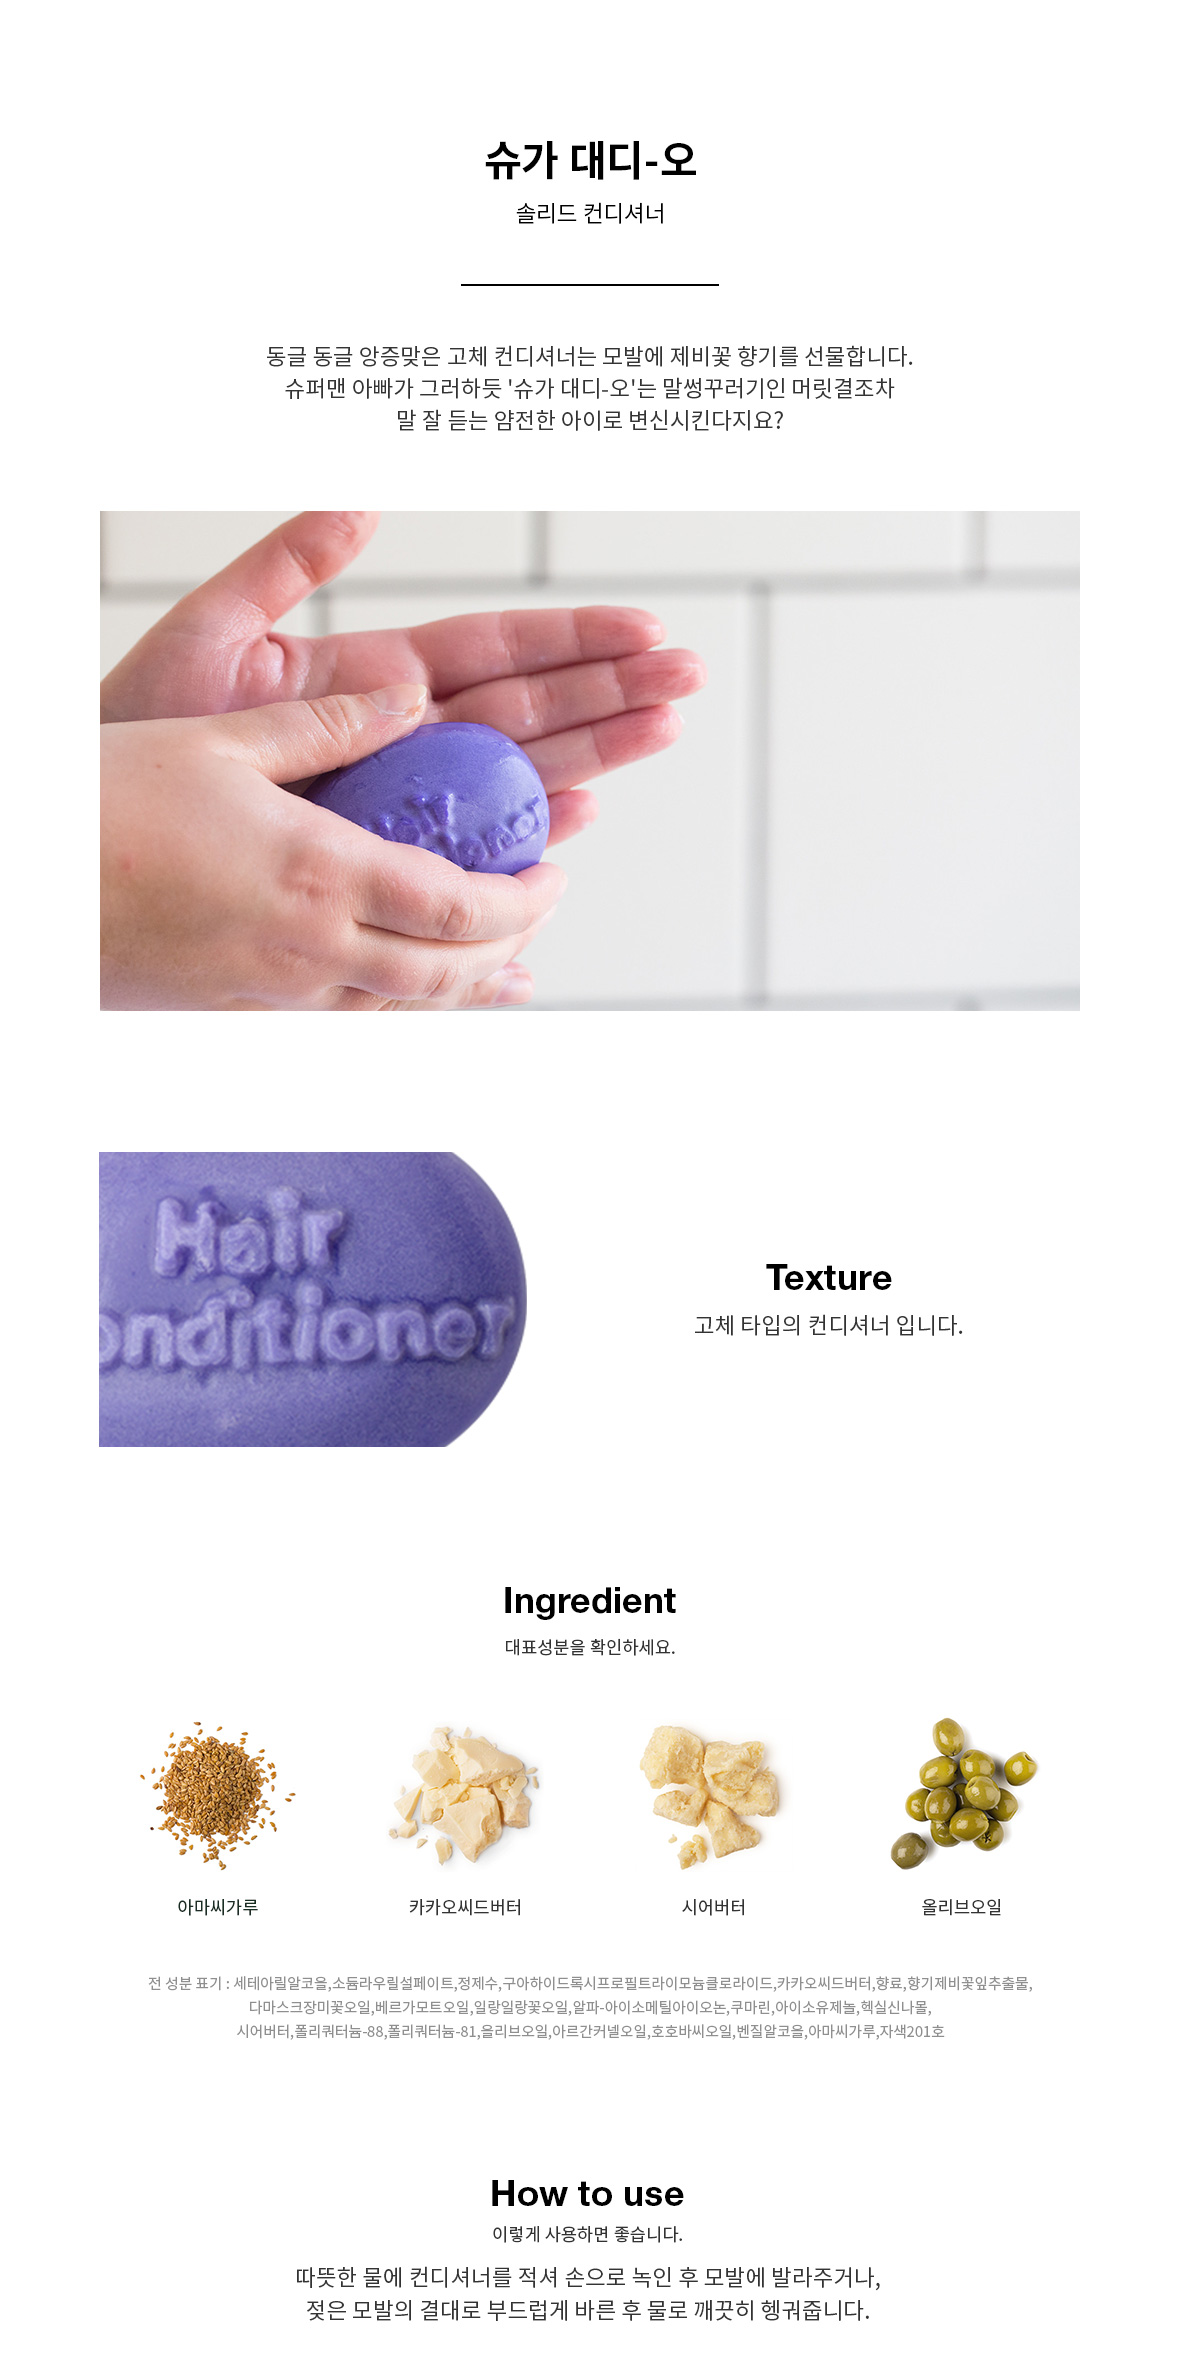 슈가 대디-오
솔리드 컨디셔너
동글 동글 앙증맞은 고체 컨디셔너는 모발에 제비꽃 향기를 선물합니다.
슈퍼맨 아빠가 그러하듯 '슈가 대디-오'는 말썽꾸러기인 머릿결조차
말 잘 듣는 얌전한 아이로 변신시킨다지요?
Hair
onditioner
Texture
고체 타입의 컨디셔너 입니다.
Ingredient
대표성분을 확인하세요.
아마씨가루
카카오씨드버터
시어버터
올리브오일
전 성분 표기 : 세테아릴알코올,소듐라우릴설페이트,정제수,구아하이드록시프로필트라이모늄클로라이드,카카오씨드버터,향료,향기제비꽃잎추출물,
다마스크장미꽃오일,베르가모트오일,일랑일랑꽃오일,알파-아이소메틸아이오논,쿠마린,아이소유제놀,헥실신나몰,
시어버터,폴리쿼터늄-88,폴리쿼터늄-81,올리브오일,아르간커넬오일,호호바씨오일,벤질알코올,아마씨가루,자색201호
How to use
이렇게 사용하면 좋습니다.
따뜻한 물에 컨디셔너를 적셔 손으로 녹인 후 모발에 발라주거나,
젖은 모발의 결대로 부드럽게 바른 후 물로 깨끗히 헹궈줍니다.